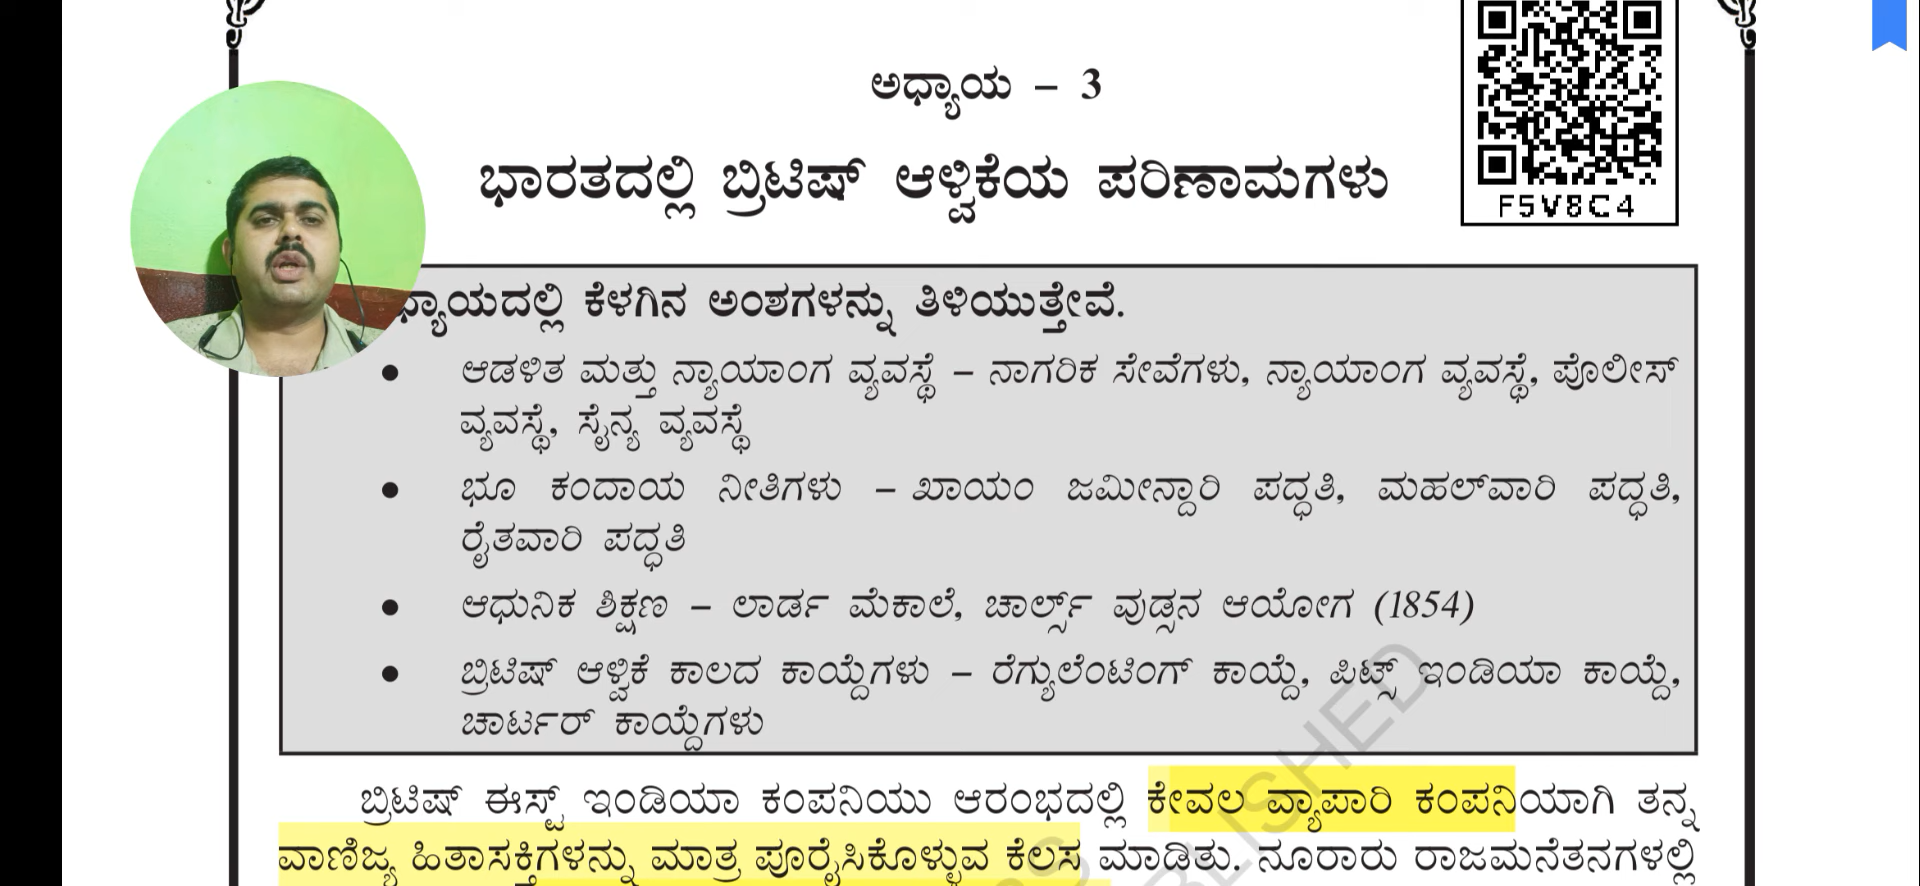 ಅಧ್ಯಾಯ – 3
ಭಾರತದಲ್ಲಿ ಬ್ರಿಟಿಷ್ ಆಳ್ವಿಕೆಯ ಪರಿಣಾಮಗಳು
F5V8C4
ಧ್ಯಾಯದಲ್ಲಿ ಕೆಳಗಿನ ಅಂಶಗಳನ್ನು ತಿಳಿಯುತ್ತೇವೆ.
● ಆಡಳಿತ ಮತ್ತು ನ್ಯಾಯಾಂಗ ವ್ಯವಸ್ಥೆ – ನಾಗರಿಕ ಸೇವೆಗಳು, ನ್ಯಾಯಾಂಗ ವ್ಯವಸ್ಥೆ, ಪೊಲೀಸ್
ವ್ಯವಸ್ಥೆ, ಸೈನ್ಯ ವ್ಯವಸ್ಥೆ
● ಭೂ ಕಂದಾಯ ನೀತಿಗಳು – ಖಾಯಂ ಜಮೀನ್ದಾರಿ ಪದ್ಧತಿ, ಮಹಲ್‌ವಾರಿ ಪದ್ಧತಿ,
ರೈತವಾರಿ ಪದ್ಧತಿ
● ಆಧುನಿಕ ಶಿಕ್ಷಣ – ಲಾರ್ಡ ಮೆಕಾಲೆ, ಚಾರ್ಲ್ಸ್ ವುಡ್ಸನ ಆಯೋಗ (1854)
● ಬ್ರಿಟಿಷ್ ಆಳ್ವಿಕೆ ಕಾಲದ ಕಾಯ್ದೆಗಳು – ರೆಗ್ಯುಲೆಂಟಿಂಗ್ ಕಾಯ್ದೆ, ಪಿಟ್ಸ್ ಇಂಡಿಯಾ ಕಾಯ್ದೆ,
ಚಾರ್ಟರ್ ಕಾಯ್ದೆಗಳು
ಬ್ರಿಟಿಷ್ ಈಸ್ಟ್ ಇಂಡಿಯಾ ಕಂಪನಿಯು ಆರಂಭದಲ್ಲಿ ಕೇವಲ ವ್ಯಾಪಾರಿ ಕಂಪನಿಯಾಗಿ ತನ್ನ
ವಾಣಿಜ್ಯ ಹಿತಾಸಕ್ತಿಗಳನ್ನು ಮಾತ್ರ ಪೂರೈಸಿಕೊಳ್ಳುವ ಕೆಲಸ ಮಾಡಿತು. ನೂರಾರು ರಾಜಮನೆತನಗಳಲ್ಲಿ